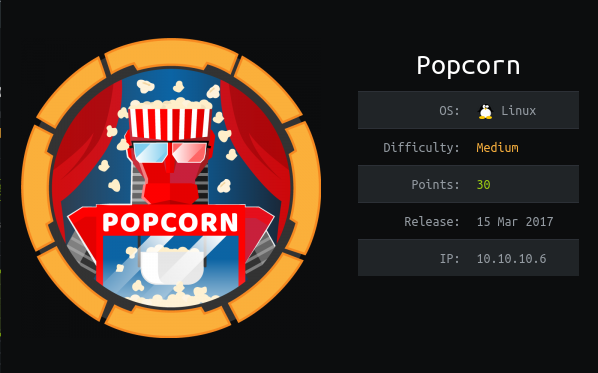 POPCORN
Popcorn
OS: Linux
Difficulty: Medium
Points: 30
Release: 15 Mar 2017
IP: 10.10.10.6